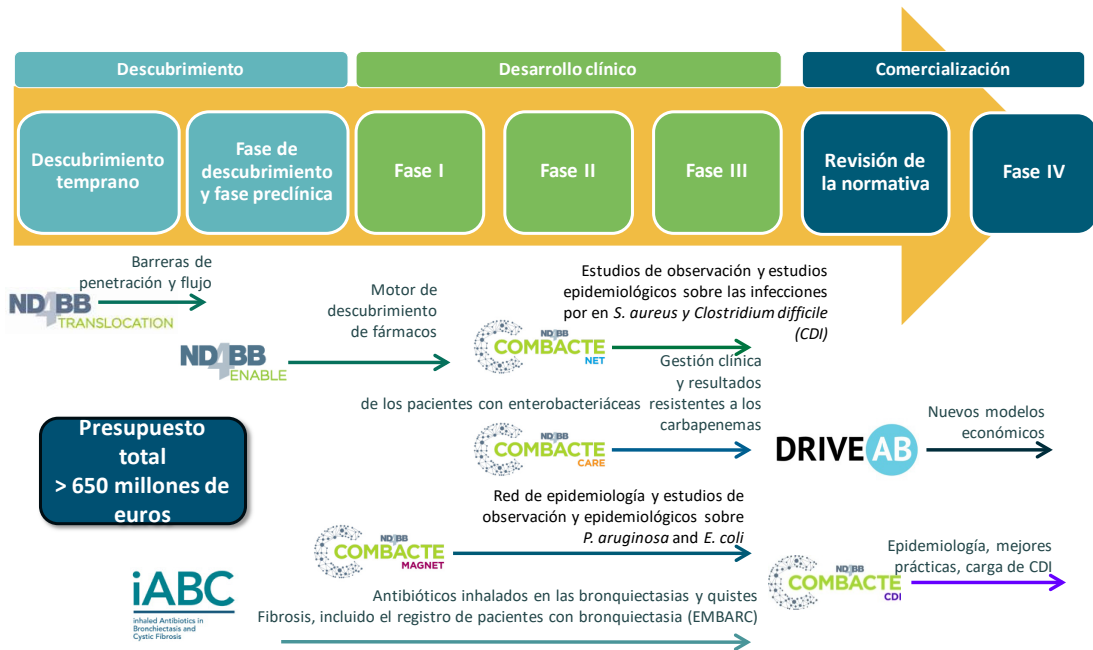 Descubrimiento
Desarrollo clínico
Comercialización
Descubrimiento
temprano
Fase de
descubrimiento
y fase preclínica
Fase I
Fase II
Fase III
Revisión de
la normativa
Fase IV
Barreras de
penetración y flujo
ND4BB
TRANSLOCATION
Motor de
descubrimiento
de fármacos
ND4BB
ENABLE
Estudios de observación y estudios
epidemiológicos sobre las infecciones
por en S. aureus y Clostridium difficile
(CDI)
ND4BB
COMBACTE
NET
Gestión clínica
y resultados
de los pacientes con enterobacteriáceas resistentes a los
carbapenemas
ND4BB
COMBACTE
CARE
DRIVE AB
Nuevos modelos
económicos
Presupuesto
total
> 650 millones de
euros
Red de epidemiología y estudios de
observación y epidemiológicos sobre
P. aruginosa and E. coli
ND4BB
COMBACTE
MAGNET
ND4BB
COMBACTE
CDI
Epidemiología, mejores
prácticas, carga de CDI
iABC
inhaled Antibiotics in
Bronchiectasis and
Cystic Fibrosis
Antibióticos inhalados en las bronquiectasias y quistes
Fibrosis, incluido el registro de pacientes con bronquiectasia (EMBARC)